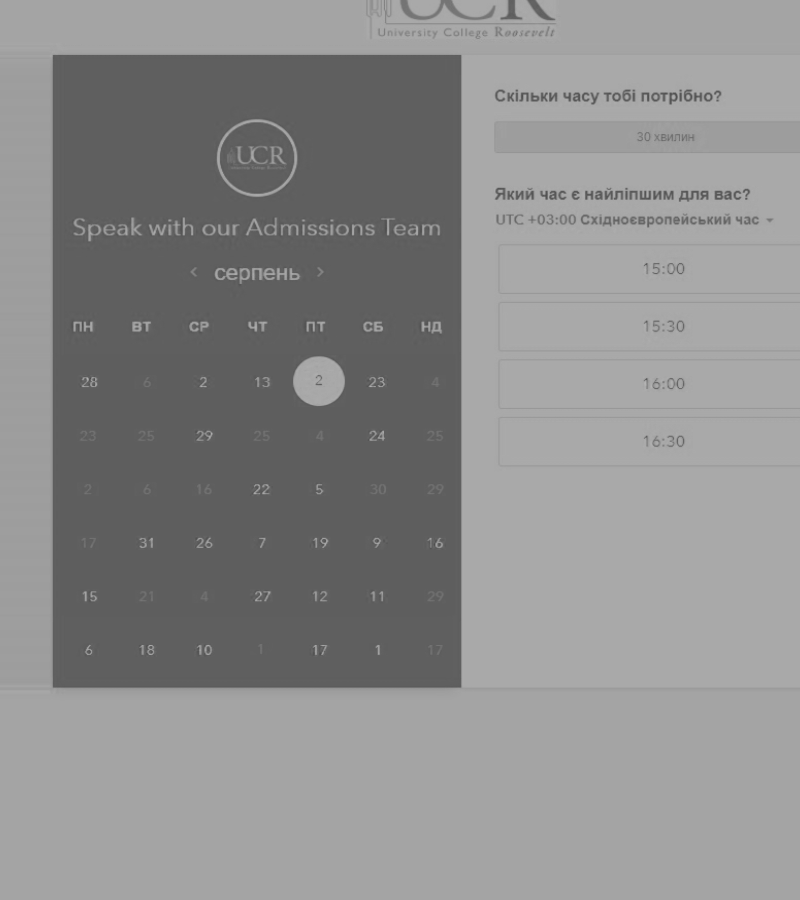 UCR
University College Roosevelt
UCR
Speak with our Admissions Team
серпень
ПН ВТ СР ЧТ ПТ СБ НД
28 6 2 13 2 23 4
23 25 29 25 4 24 25
2 6 16 22 5 30 29
17 31 26 7 19 9 16
15 21 4 27 12 11 29
6 18 10 1 17 1 17
Скільки часу тобі потрібно?
30 хвилин
Який час є найліпшим для вас?
UTC +03:00 Східноєвропейський час
15:00
15:30
16:00
16:30